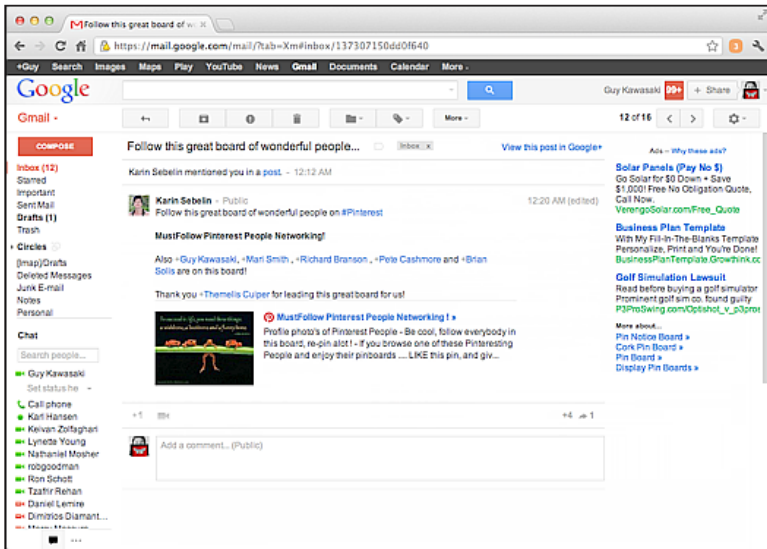 Follow this great board of w
https://mail.google.com/mail/?tab=Xm#inbox/137307150dd0f640
+Guy Search Images Maps Play YouTube News Gmail Documents Calendar More
Google
Guy Kawasaki 99+ + Share
Gmail
More
12 of 16
COMPOSE
Inbox (12)
Starred
Important
Sent Mail
Drafts (1)
Trash
Circles
[Imap]/Drafts
Deleted Messages
Junk E-mail
Notes
Personal
Chat
Search people...
Guy Kawasaki
Set status he
Call phone
Karl Hansen
Keivan Zolfaghari
Lynette Young
Nathaniel Mosher
robgoodman
Ron Schott
Tzafrir Rehan
Daniel Lemire
Dimitrios Diamant...
Follow this great board of wonderful people... Inbox x View this post in Google+
Karin Sebelin mentioned you in a post. - 12:12 AM
Karin Sebelin - Public 12:20 AM (edited)
Follow this great board of wonderful people on #Pinterest
MustFollow Pinterest People Networking!
Also +Guy Kawasaki, +Mari Smith , +Richard Branson , +Pete Cashmore and +Brian
Solis are on this board!
Thank you +Themelis Cuiper for leading this great board for us!
MustFollow Pinterest People Networking ! »
Profile photo's of Pinterest People - Be cool, follow everybody in
this board, re-pin alot! - If you browse one of these Pinteresting
People and enjoy their pinboards .... LIKE this pin, and giv...
+1 +4 1
Add a comment... (Public)
Ads – Why these ads?
Solar Panels (Pay No $)
Go Solar for $0 Down + Save
$1,000! Free No Obligation Quote,
Call Now.
VerengoSolar.com/Free_Quote
Business Plan Template
With My Fill-In-The-Blanks Template
Personalize, Print and You're Done!
BusinessPlanTemplate.Growthink.cc
Golf Simulation Lawsuit
Read before buying a golf simulator
Prominent golf sim co. found guilty
P3ProSwing.com/Optishot_v_p3pros
More about...
Pin Notice Board »
Cork Pin Board »
Pin Board »
Display Pin Boards »